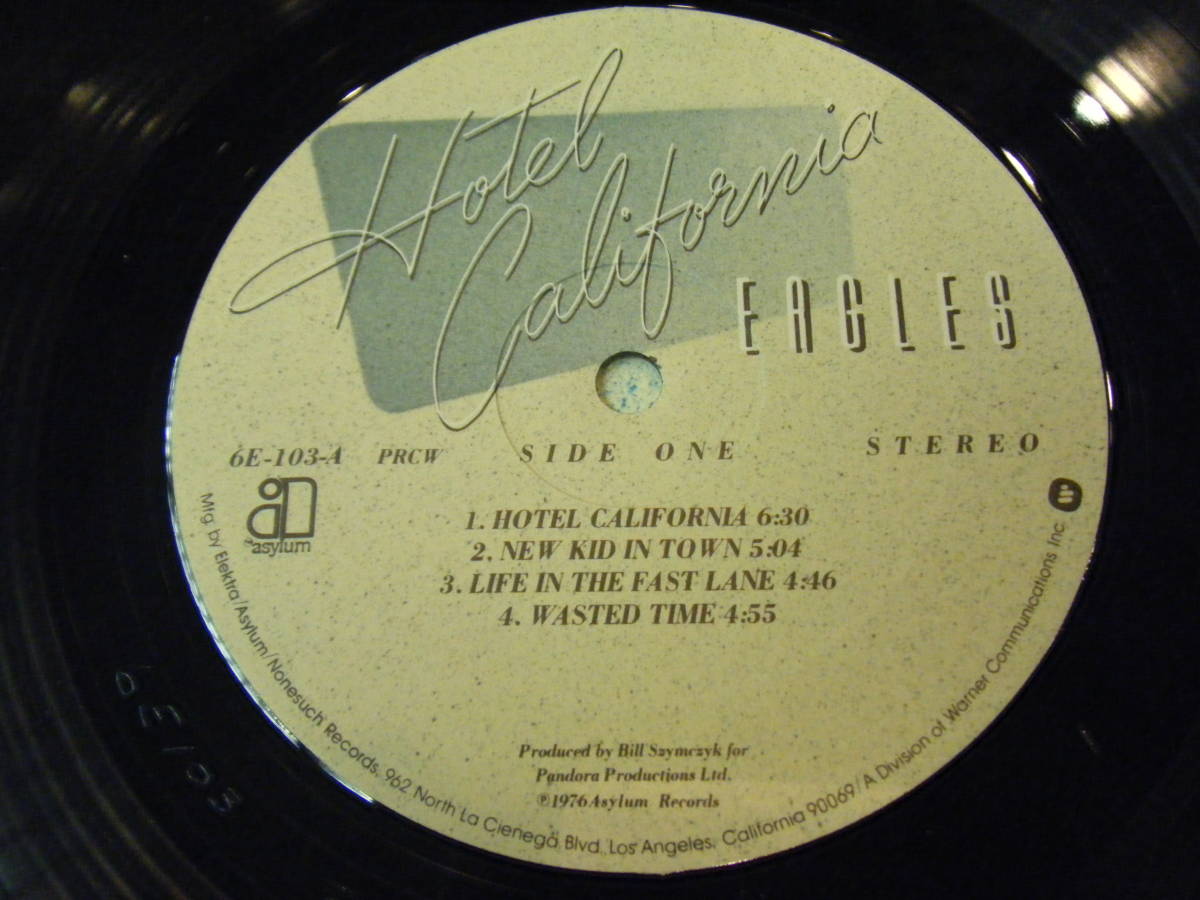 Hotel
California
EAGLES
6E-103-A PRCW SIDE ONE STEREO
asylum
1. HOTEL CALIFORNIA 6:30
2. NEW KID IN TOWN 5:04
3. LIFE IN THE FAST LANE 4:46
4. WASTED TIME 4:55
Produced by Bill Szymczyk for
Pandora Productions Ltd.
℗1976 Asylum Records
Mfg. by Elektra/Asylum/Nonesuch Records, 962 North La Cienega Blvd. Los Angeles, California 90069/A Division of Warner Communications Inc
6E103